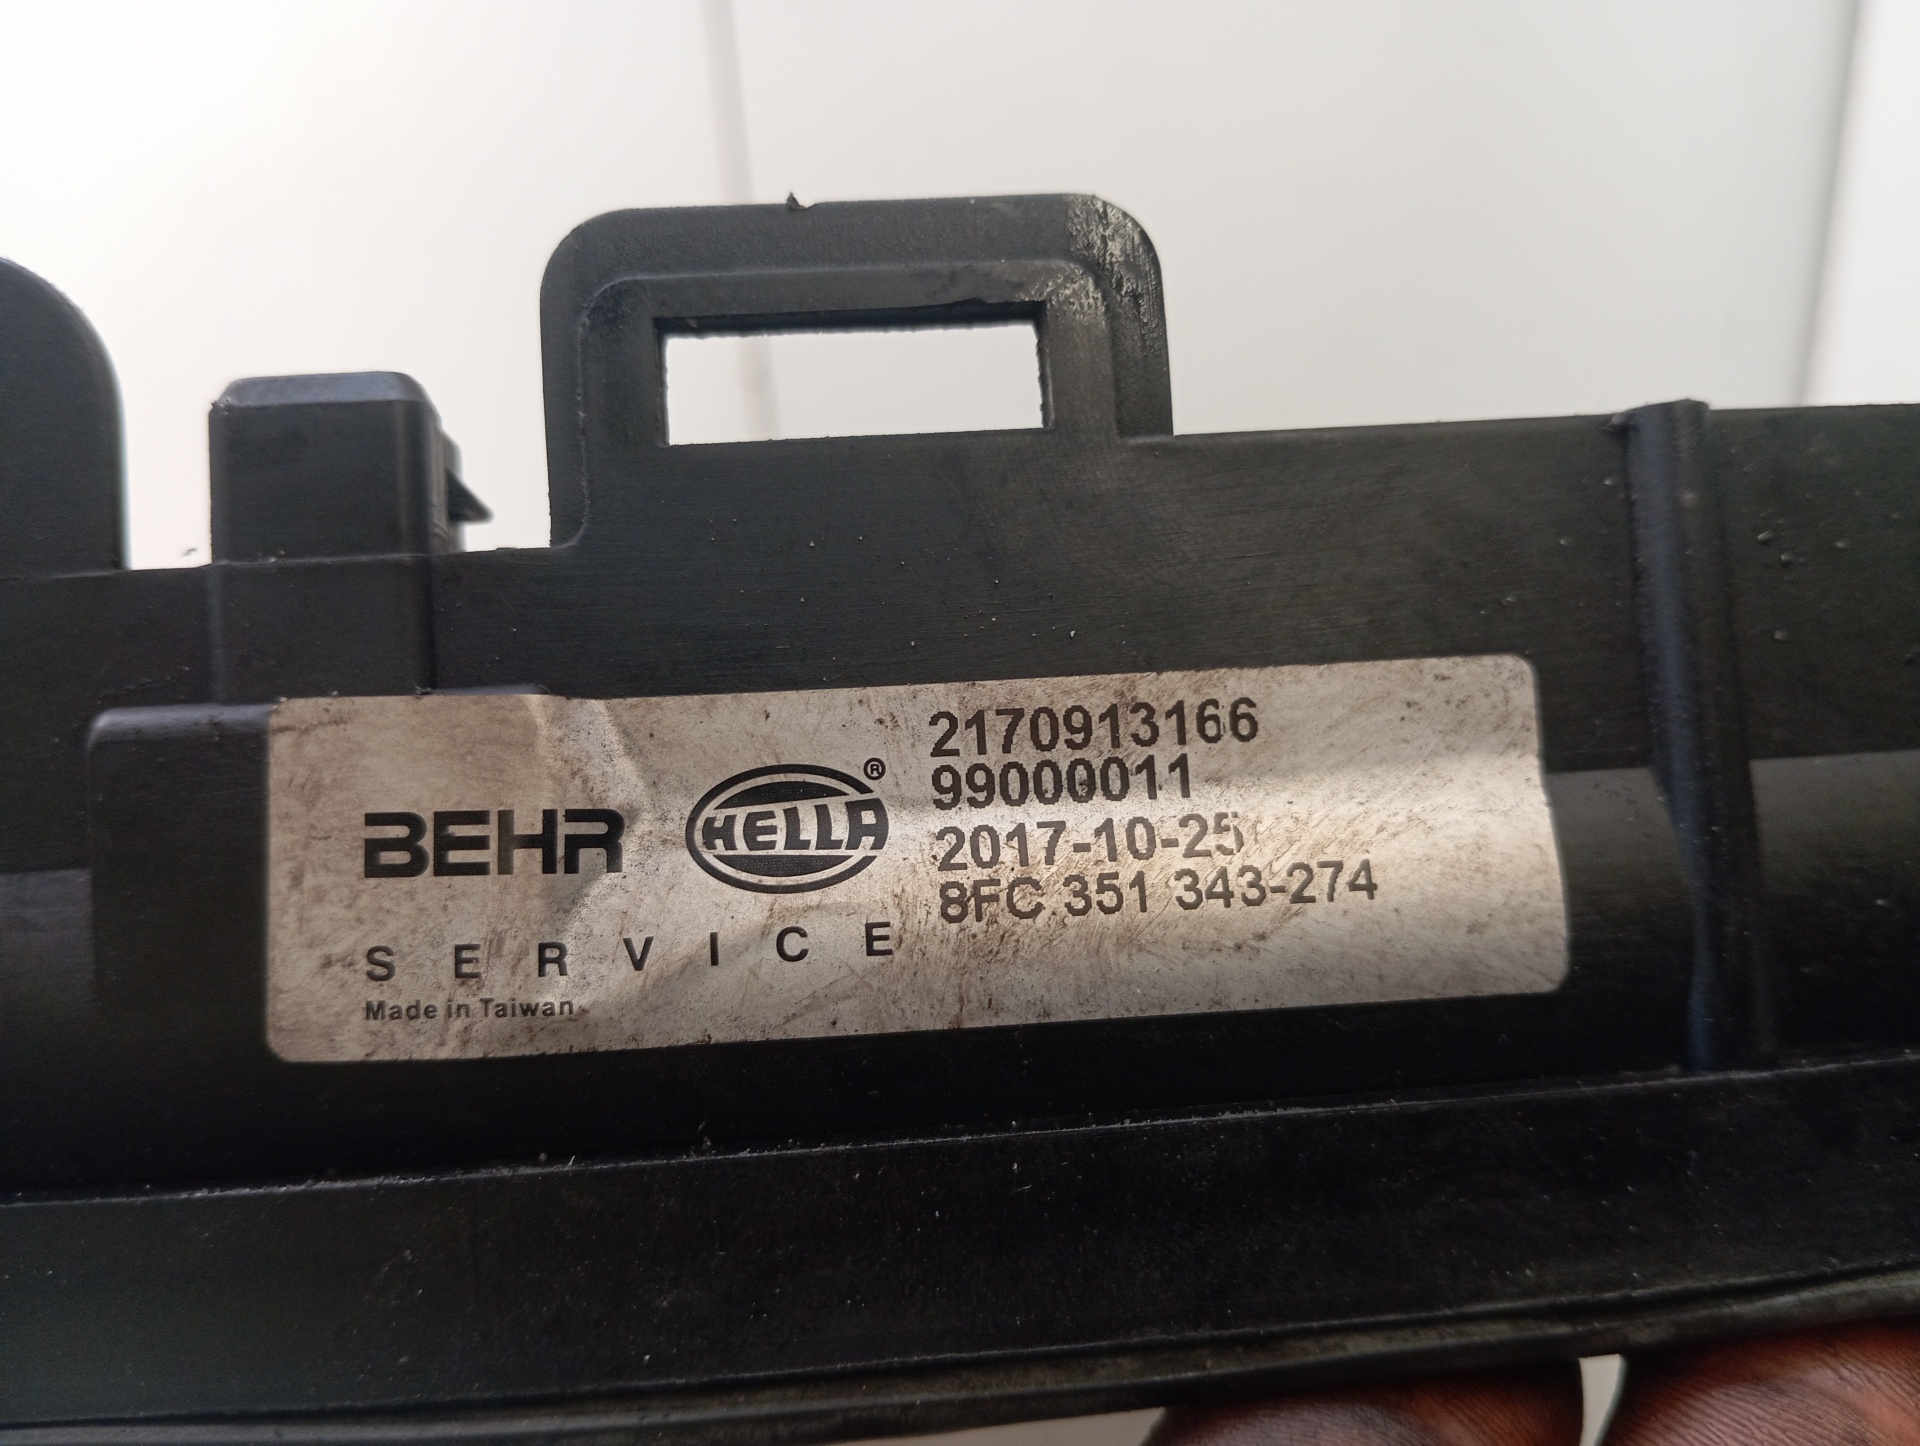 BEHR HELLA®
SERVICE
Made in Taiwan
2170913166
99000011
2017-10-25
8FC 351 343-274